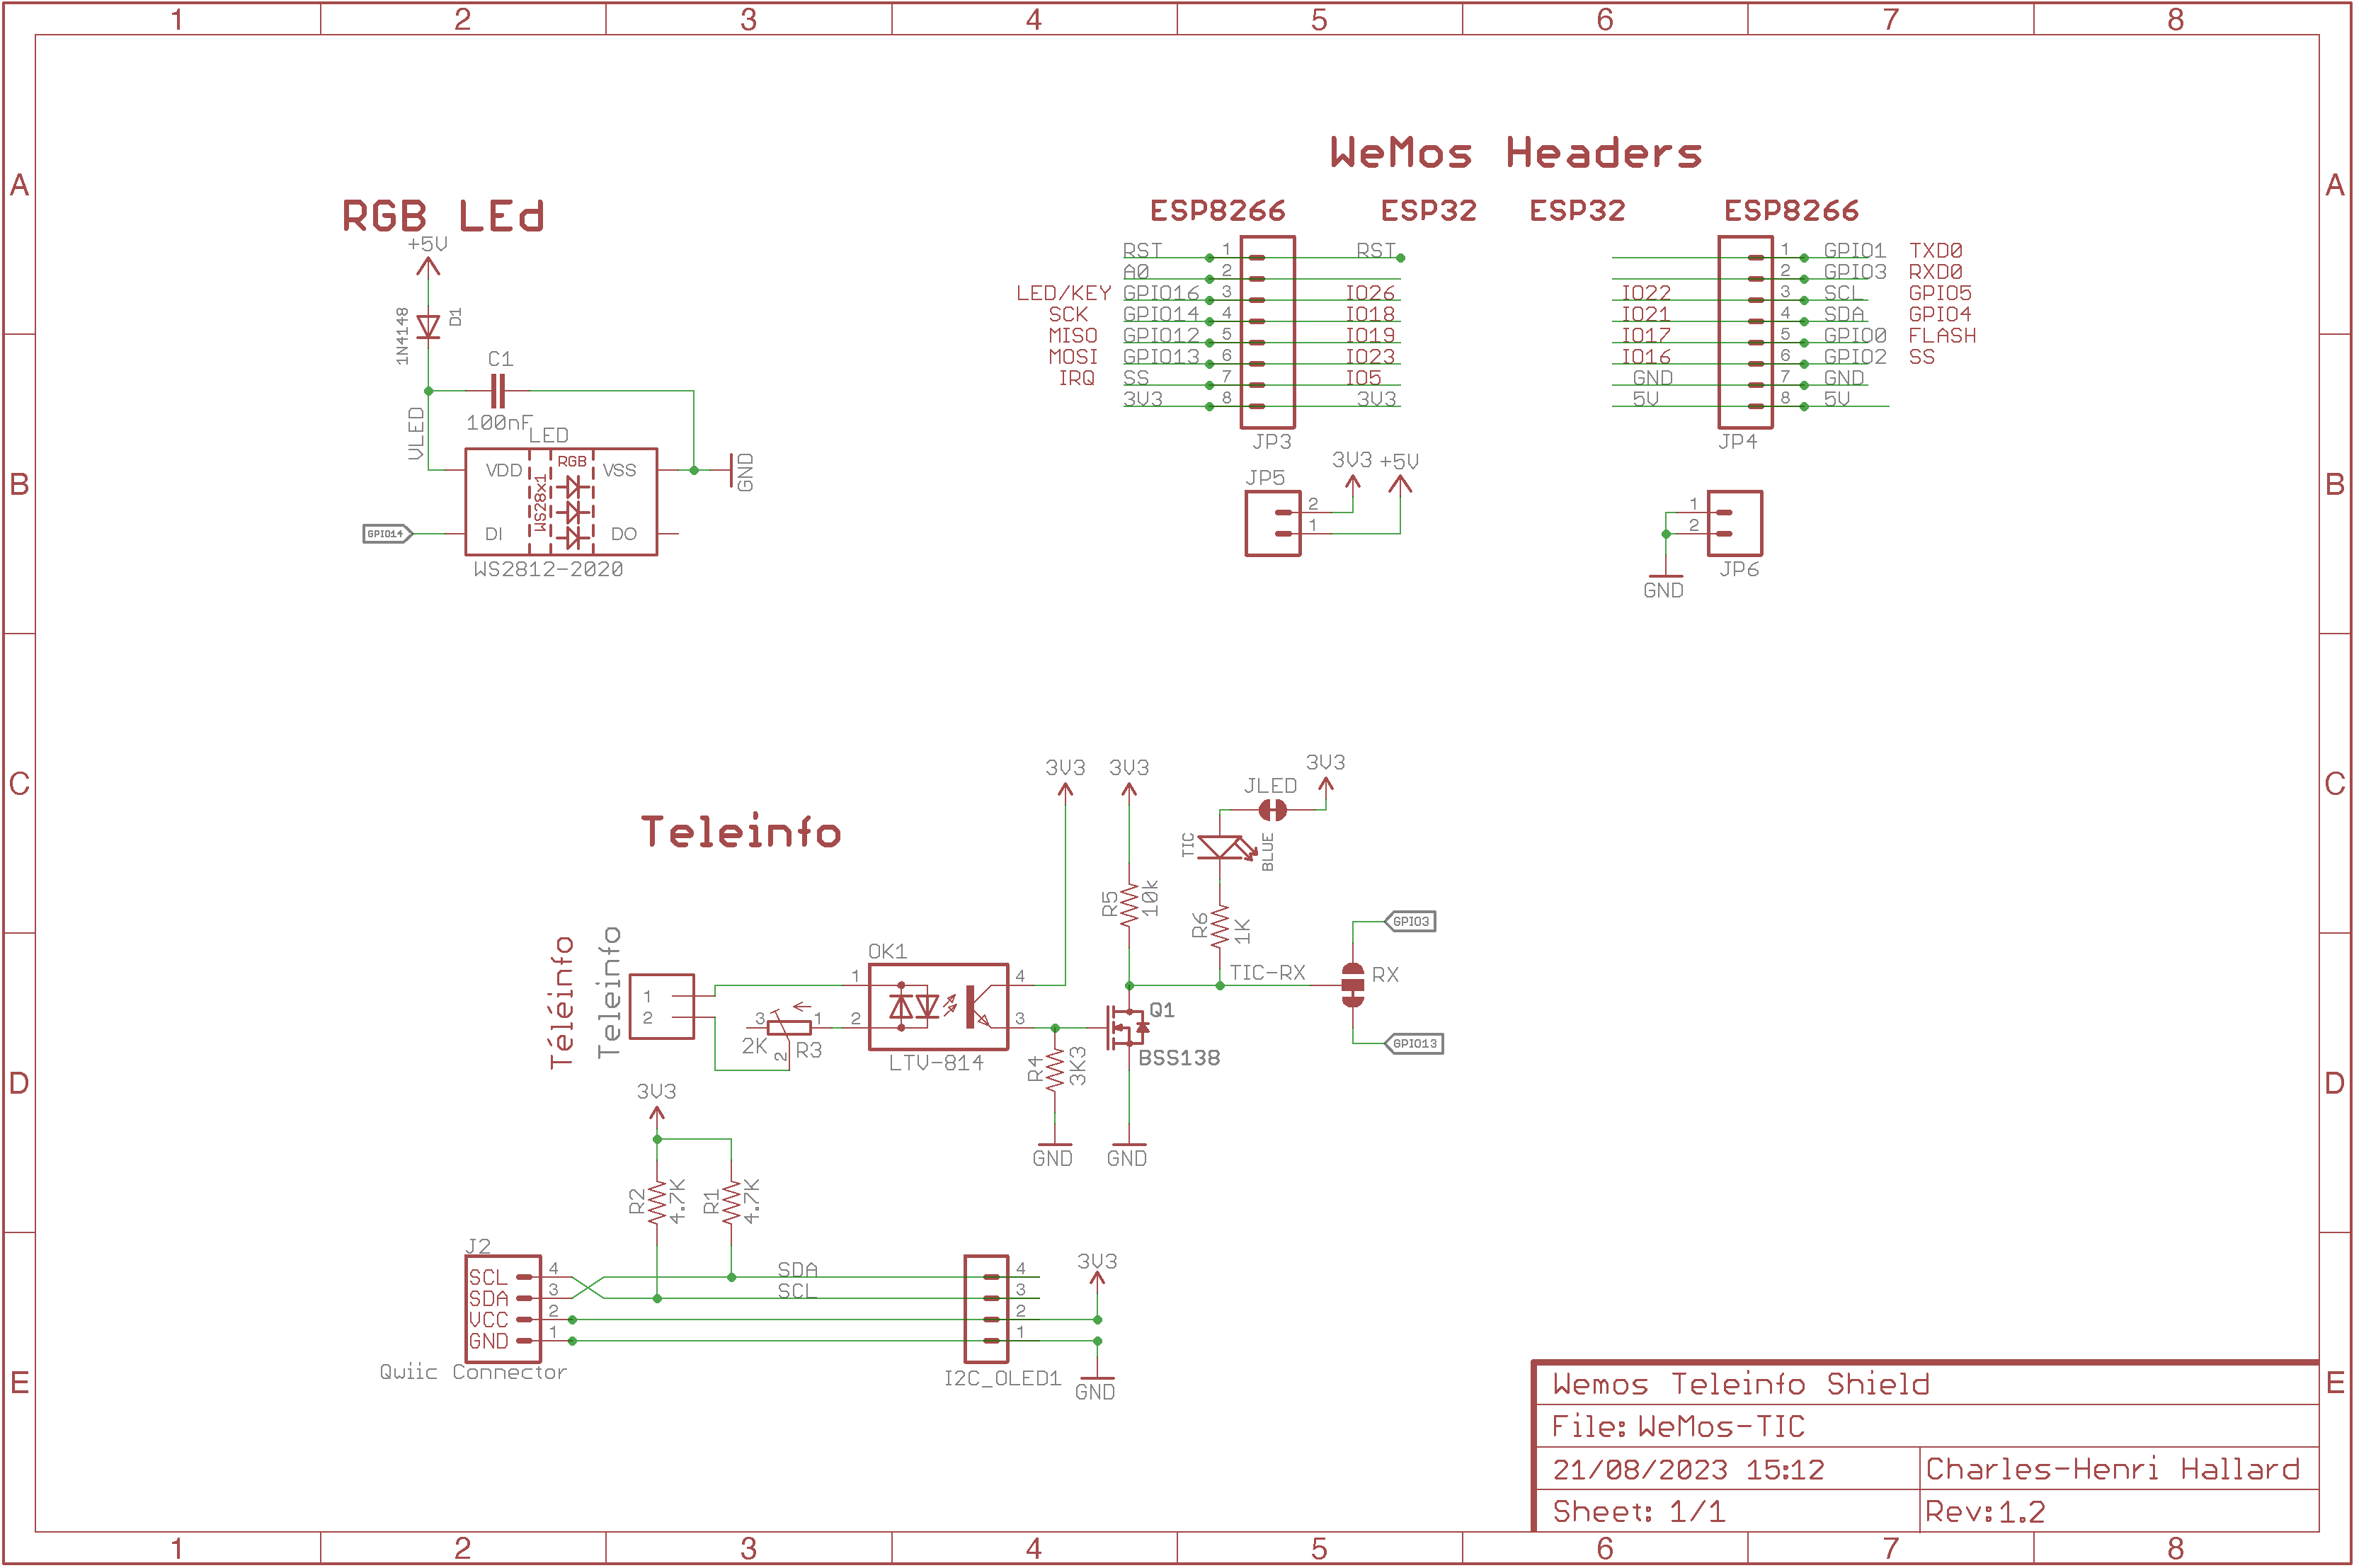 1 2 3 4 5 6 7 8
A A
B B
C C
D D
E E
RGB LEd
+5V
1N4148
D1
C1
100nF
VLED
LED
VDD
RGB
VSS
WS28x1
DI
DO
GND
GPIO14
WS2812-2020
WeMos Headers
ESP8266 ESP32 ESP32 ESP8266
RST 1 RST
A0 2
LED/KEY GPIO16 3 IO26
SCK GPIO14 4 IO18
MISO GPIO12 5 IO19
MOSI GPIO13 6 IO23
IRQ SS 7 IO5
3V3 8 3V3
JP3
1 GPIO1 TXD0
2 GPIO3 RXD0
IO22 3 SCL GPIO5
IO21 4 SDA GPIO4
IO17 5 GPIO0 FLASH
IO16 6 GPIO2 SS
GND 7 GND
5V 8 5V
JP4
3V3 +5V
JP5
2
1
1
2
JP6
GND
Teleinfo
Téléinfo
Teleinfo
1
2
3 1
2K
2
R3
OK1
1 4
2 3
LTV-814
3V3 3V3
R5
10k
JLED
3V3
TIC
BLUE
R6
1K
TIC-RX
RX
GPIO3
GPIO13
Q1
BSS138
R4
3K3
GND GND
3V3
R2
4.7K
R1
4.7K
J2
SCL 4
SDA 3
VCC 2
GND 1
Qwiic Connector
SDA
SCL
4
3
2
1
I2C_OLED1
3V3
GND
Wemos Teleinfo Shield
File: WeMos-TIC
21/08/2023 15:12 Charles-Henri Hallard
Sheet: 1/1 Rev:1.2
1 2 3 4 5 6 7 8